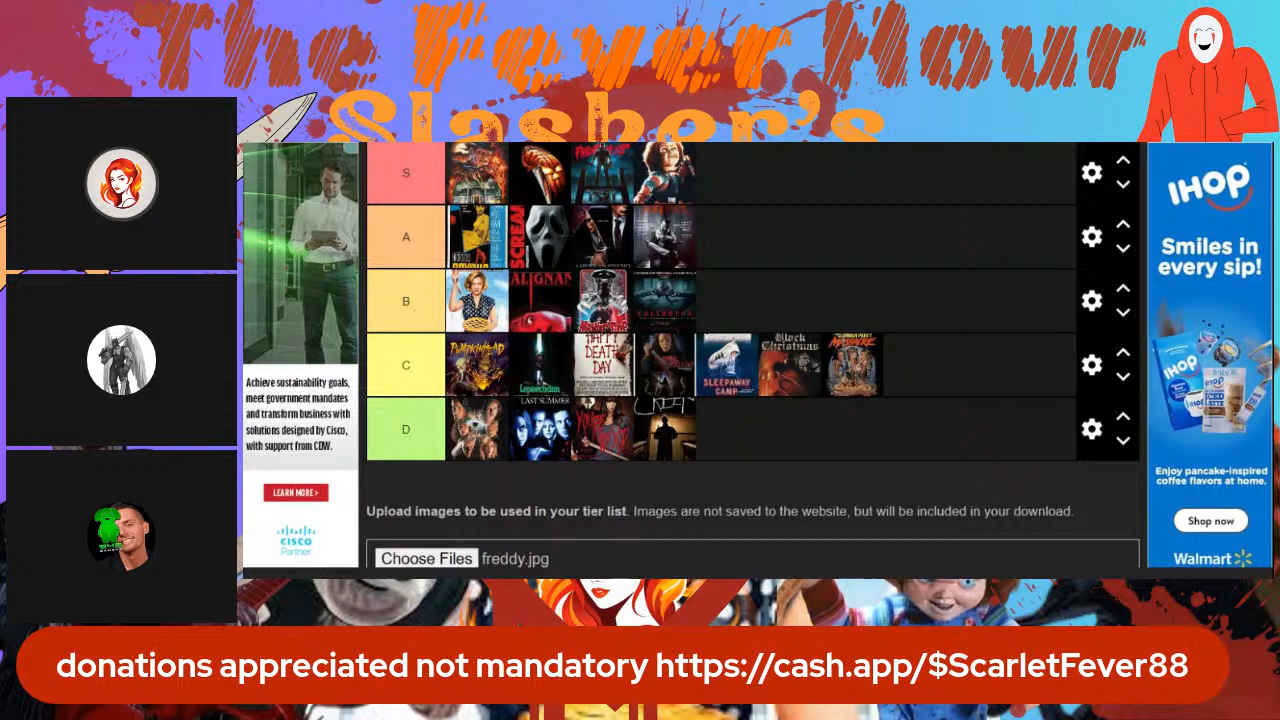 The Fever Hour
Slasher's
S
A
SCREAM
B
MALIGNANT
COLLECTOR
C
PUMPKINHEAD
Leprechaun
HAPPY
DEATH
DAY
SLEEPAWAY
CAMP
Black
Christmas
MASSACRE
D
LAST SUMMER
Achieve sustainability goals,
meet government mandates
and transform business with
solutions designed by Cisco,
with support from CDW.
LEARN MORE >
CISCO
Partner
IHOP
Smiles in
every sip!
IHOP
Enjoy pancake-inspired
coffee flavors at home.
Shop now
Walmart
Upload images to be used in your tier list. Images are not saved to the website, but will be included in your download.
Choose Files freddy.jpg
donations appreciated not mandatory https://cash.app/$ScarletFever88